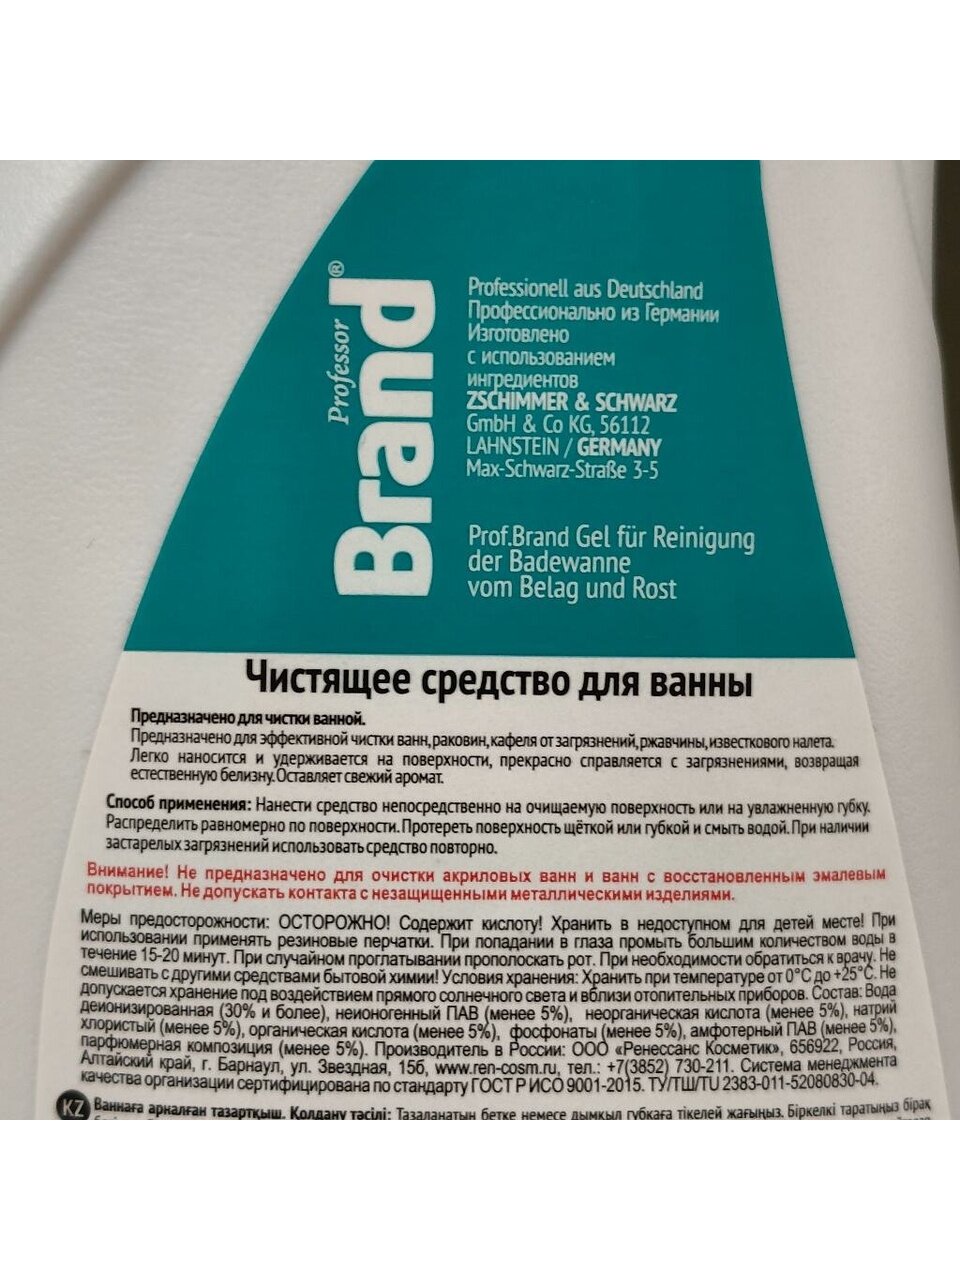 Professor
Brand®
Professionell aus Deutschland
Профессионально из Германии
Изготовлено
с использованием
ингредиентов
ZSCHIMMER & SCHWARZ
GmbH & Co KG, 56112
LAHNSTEIN / GERMANY
Max-Schwarz-Straße 3-5
Prof.Brand Gel für Reinigung
der Badewanne
vom Belag und Rost
Чистящее средство для ванны
Предназначено для чистки ванной.
Предназначено для эффективной чистки ванн, раковин, кафеля от загрязнений, ржавчины, известкового налета.
Легко наносится и удерживается на поверхности, прекрасно справляется с загрязнениями, возвращая
естественную белизну. Оставляет свежий аромат.
Способ применения: Нанести средство непосредственно на очищаемую поверхность или на увлажненную губку.
Распределить равномерно по поверхности. Протереть поверхность щёткой или губкой и смыть водой. При наличии
застарелых загрязнений использовать средство повторно.
Внимание! Не предназначено для очистки акриловых ванн и ванн с восстановленным эмалевым
покрытием. Не допускать контакта с незащищенными металлическими изделиями.
Меры предосторожности: ОСТОРОЖНО! Содержит кислоту! Хранить в недоступном для детей месте! При
использовании применять резиновые перчатки. При попадании в глаза промыть большим количеством воды в
течение 15-20 минут. При случайном проглатывании прополоскать рот. При необходимости обратиться к врачу. Не
смешивать с другими средствами бытовой химии! Условия хранения: Хранить при температуре от 0°С до +25°С. Не
допускается хранение под воздействием прямого солнечного света и вблизи отопительных приборов. Состав: Вода
деионизированная (30% и более), неионогенный ПАВ (менее 5%), неорганическая кислота (менее 5%), натрий
хлористый (менее 5%), органическая кислота (менее 5%), фосфонаты (менее 5%), амфотерный ПАВ (менее 5%),
парфюмерная композиция (менее 5%). Производитель в России: ООО «Ренессанс Косметик», 656922, Россия,
Алтайский край, г. Барнаул, ул. Звездная, 15б, www.ren-cosm.ru, тел.: +7(3852) 730-211. Система менеджмента
качества организации сертифицирована по стандарту ГОСТ Р ИСО 9001-2015. ТУ/ТШ/TU 2383-011-52080830-04.
KZ Ваннаға арналған тазартқыш. Қолдану тәсілі: Тазаланатын бетке немесе дымқыл губкаға тікелей жағыңыз. Біркелкі таратыңыз бірақ